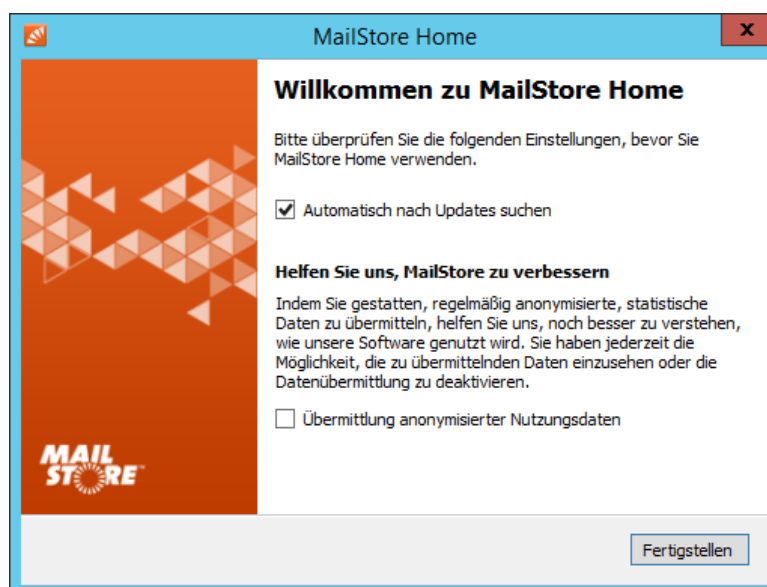 MailStore Home
x
Willkommen zu MailStore Home
Bitte überprüfen Sie die folgenden Einstellungen, bevor Sie
MailStore Home verwenden.
Automatisch nach Updates suchen
Helfen Sie uns, MailStore zu verbessern
Indem Sie gestatten, regelmäßig anonymisierte, statistische
Daten zu übermitteln, helfen Sie uns, noch besser zu verstehen,
wie unsere Software genutzt wird. Sie haben jederzeit die
Möglichkeit, die zu übermittelnden Daten einzusehen oder die
Datenübermittlung zu deaktivieren.
Übermittlung anonymisierter Nutzungsdaten
MAIL
STORE™
Fertigstellen